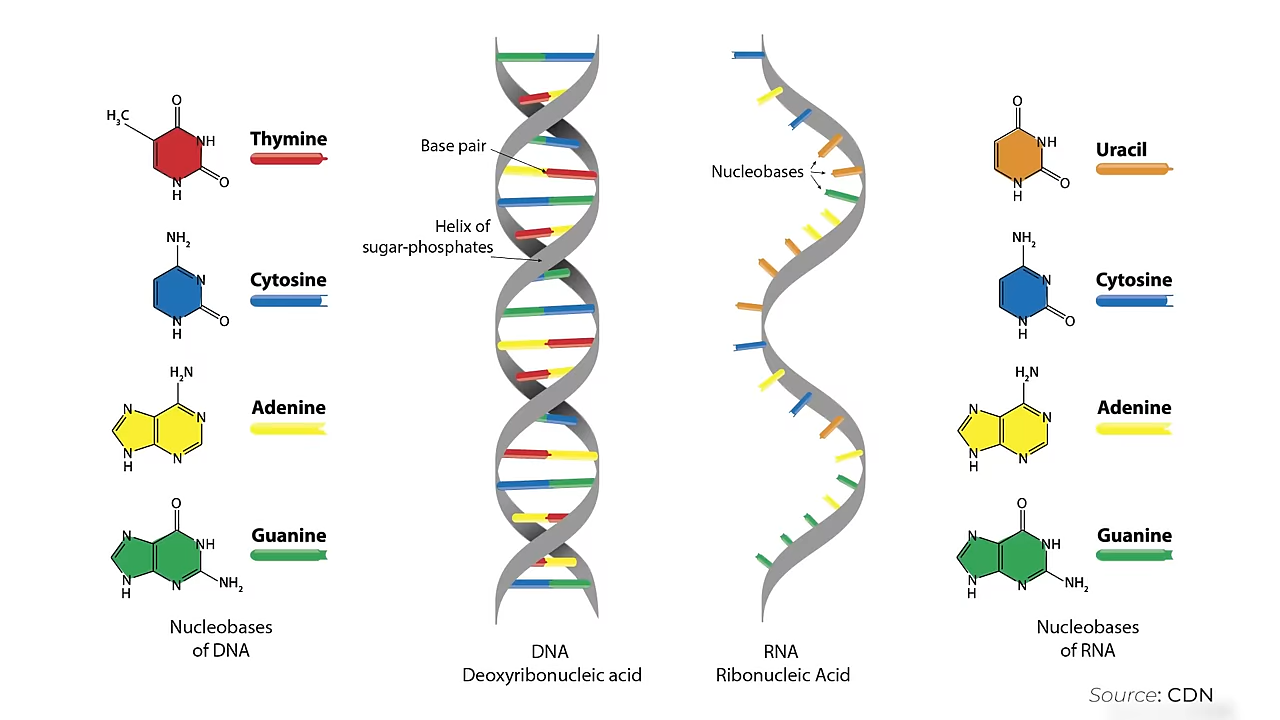 H3C
O
NH
O
N
H
Thymine
NH2
N
O
N
H
Cytosine
H2N
N
N
N
H
N
Adenine
O
N
NH
N
H
N
NH2
Guanine
Nucleobases
of DNA
Base pair
Helix of
sugar-phosphates
DNA
Deoxyribonucleic acid
Nucleobases
RNA
Ribonucleic Acid
O
NH
O
N
H
Uracil
NH2
N
O
N
H
Cytosine
H2N
N
N
N
H
N
Adenine
O
N
NH
N
H
N
NH2
Guanine
Nucleobases
of RNA
Source: CDN